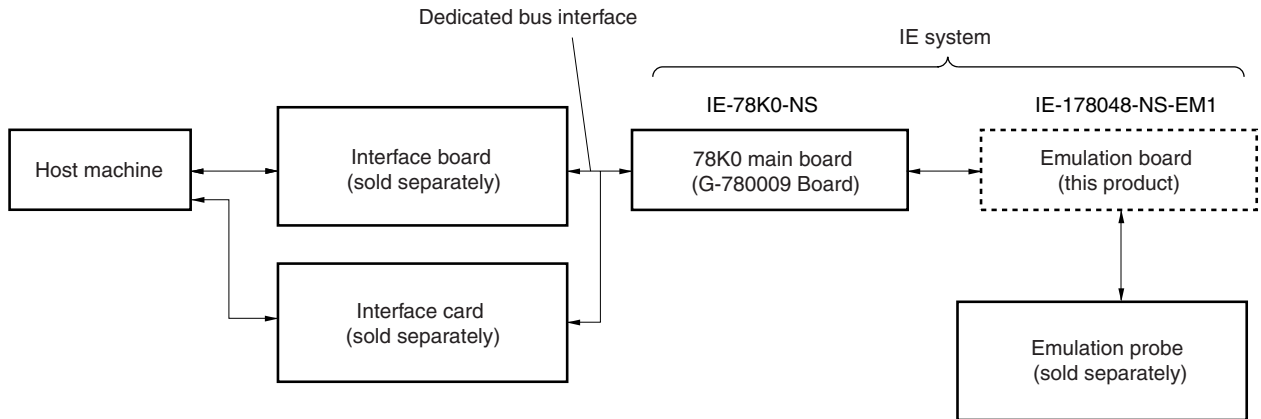 Dedicated bus interface
IE system
IE-78K0-NS
IE-178048-NS-EM1
Host machine
Interface board
(sold separately)
78K0 main board
(G-780009 Board)
Emulation board
(this product)
Interface card
(sold separately)
Emulation probe
(sold separately)